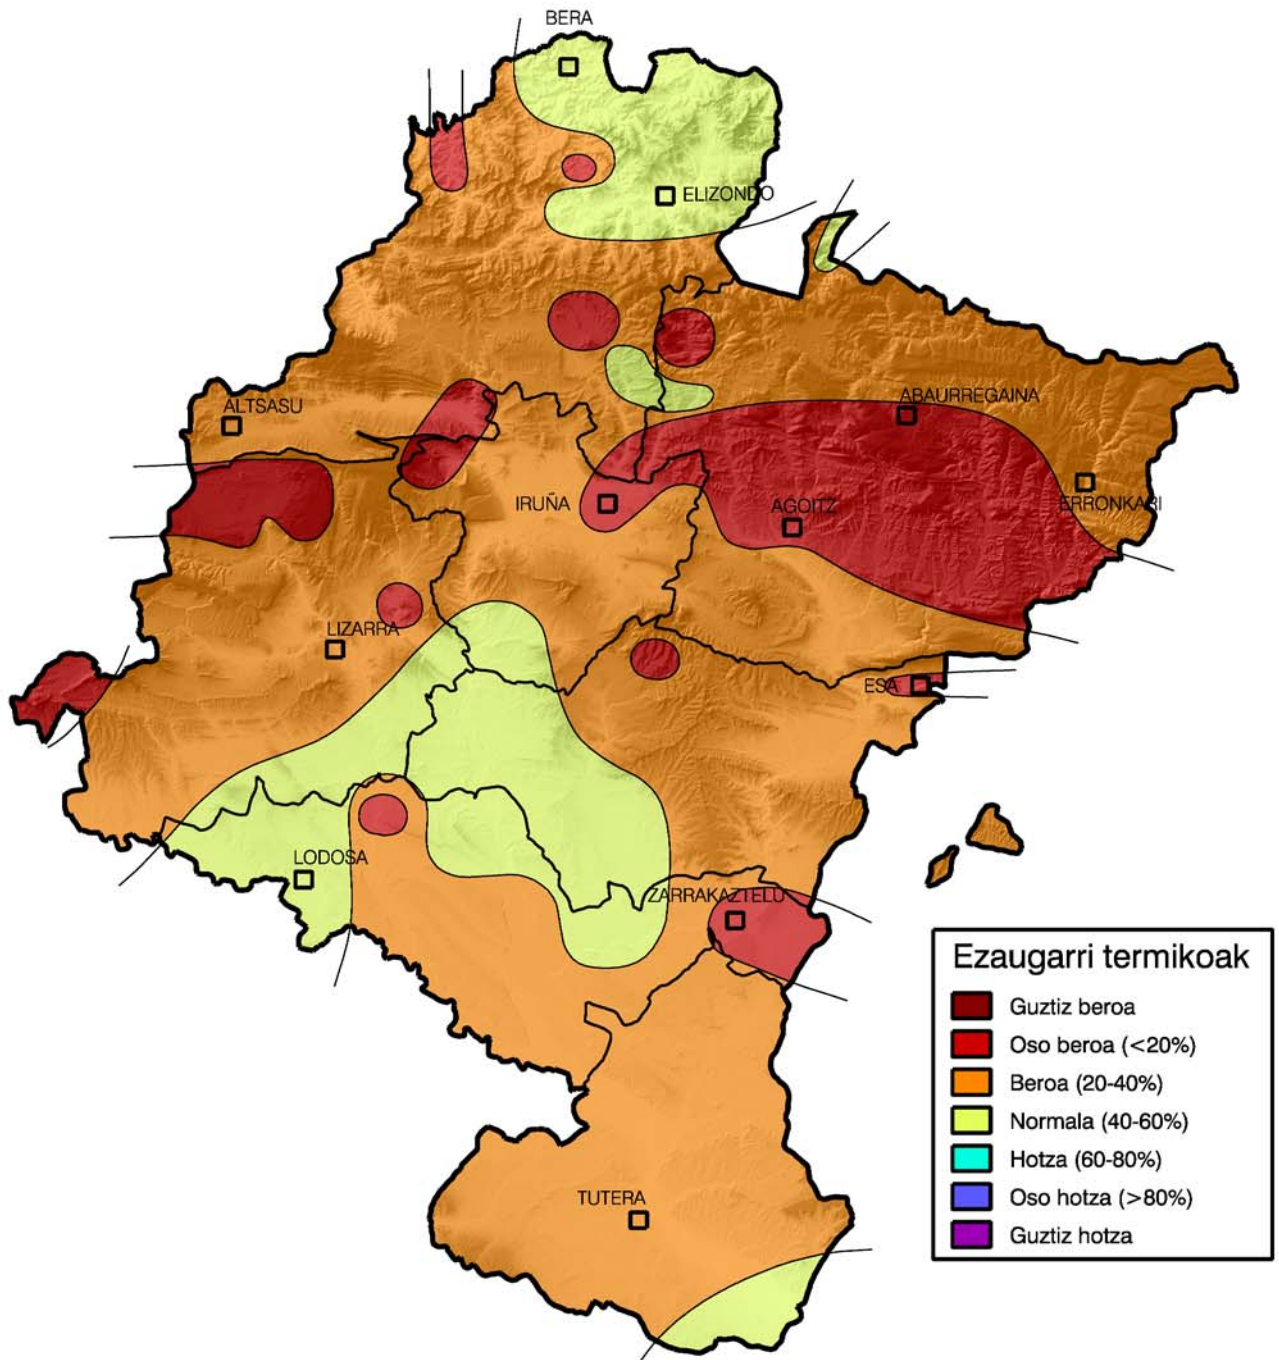 BERA
ELIZONDO
ALTSASU
ABAURREGAINA
IRUÑA
AGOITZ
ERRONKARI
LIZARRA
ESA
LODOSA
ZARRAKAZTELU
TUTERA
Ezaugarri termikoak
Guztiz beroa
Oso beroa (<20%)
Beroa (20-40%)
Normala (40-60%)
Hotza (60-80%)
Oso hotza (>80%)
Guztiz hotza